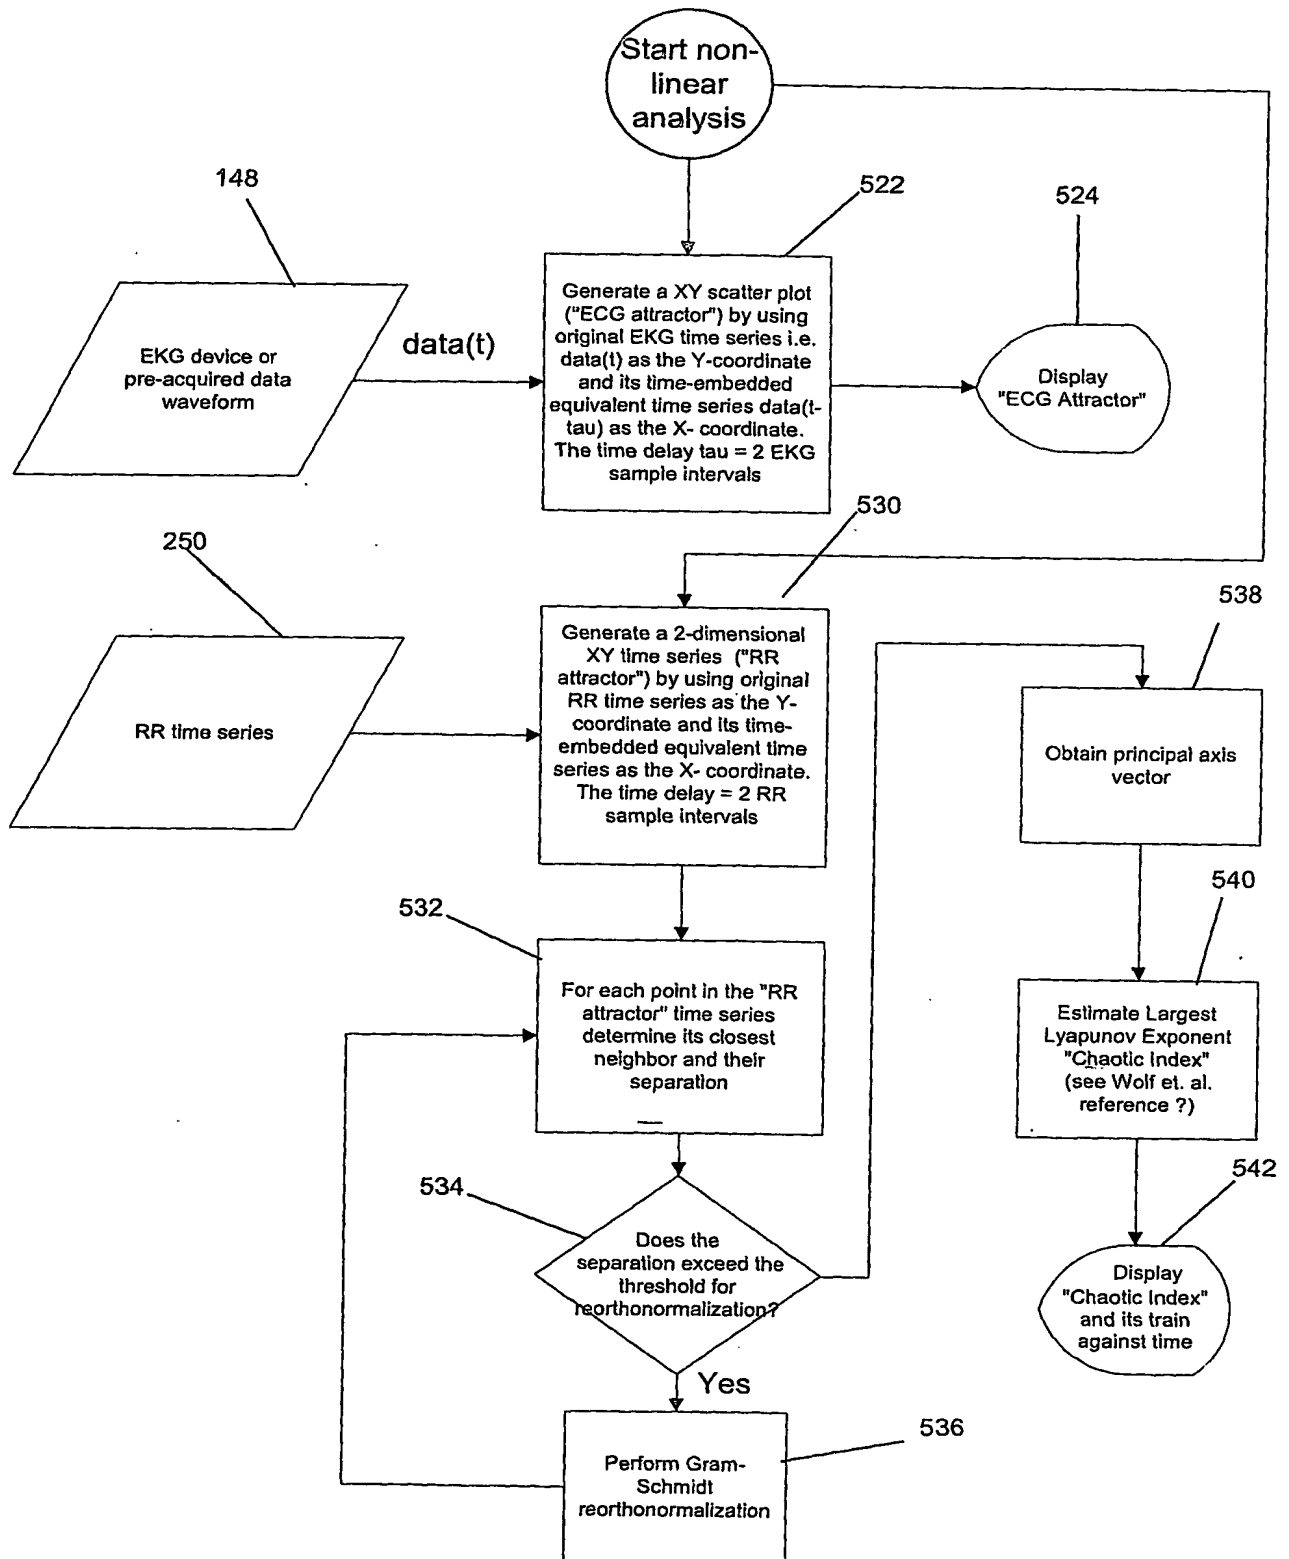 Start non-
linear
analysis
148
522
524
EKG device or
pre-acquired data
waveform
data(t)
Generate a XY scatter plot
("ECG attractor") by using
original EKG time series i.e.
data(t) as the Y-coordinate
and its time-embedded
equivalent time series data(t-
tau) as the X- coordinate.
The time delay tau = 2 EKG
sample intervals
Display
"ECG Attractor"
530
250
538
RR time series
Generate a 2-dimensional
XY time series ("RR
attractor") by using original
RR time series as the Y-
coordinate and its time-
embedded equivalent time
series as the X- coordinate.
The time delay = 2 RR
sample intervals
Obtain principal axis
vector
532
540
For each point in the "RR
attractor" time series
determine its closest
neighbor and their
separation
Estimate Largest
Lyapunov Exponent
"Chaotic Index"
(see Wolf et. al.
reference ?)
534
542
Does the
separation exceed the
threshold for
reorthonormalization?
Display
"Chaotic Index"
and its train
against time
Yes
536
Perform Gram-
Schmidt
reorthonormalization